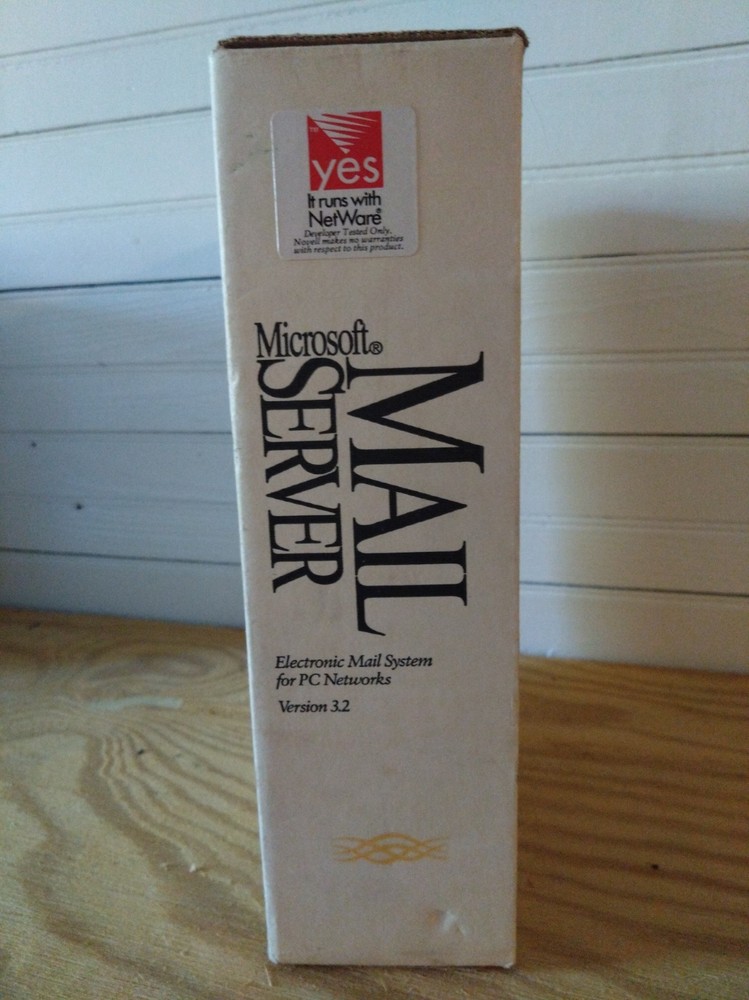 TM
yes
It runs with
NetWare®
Developer Tested Only.
Novell makes no warranties
with respect to this product.
Microsoft®
MAIL
SERVER
Electronic Mail System
for PC Networks
Version 3.2